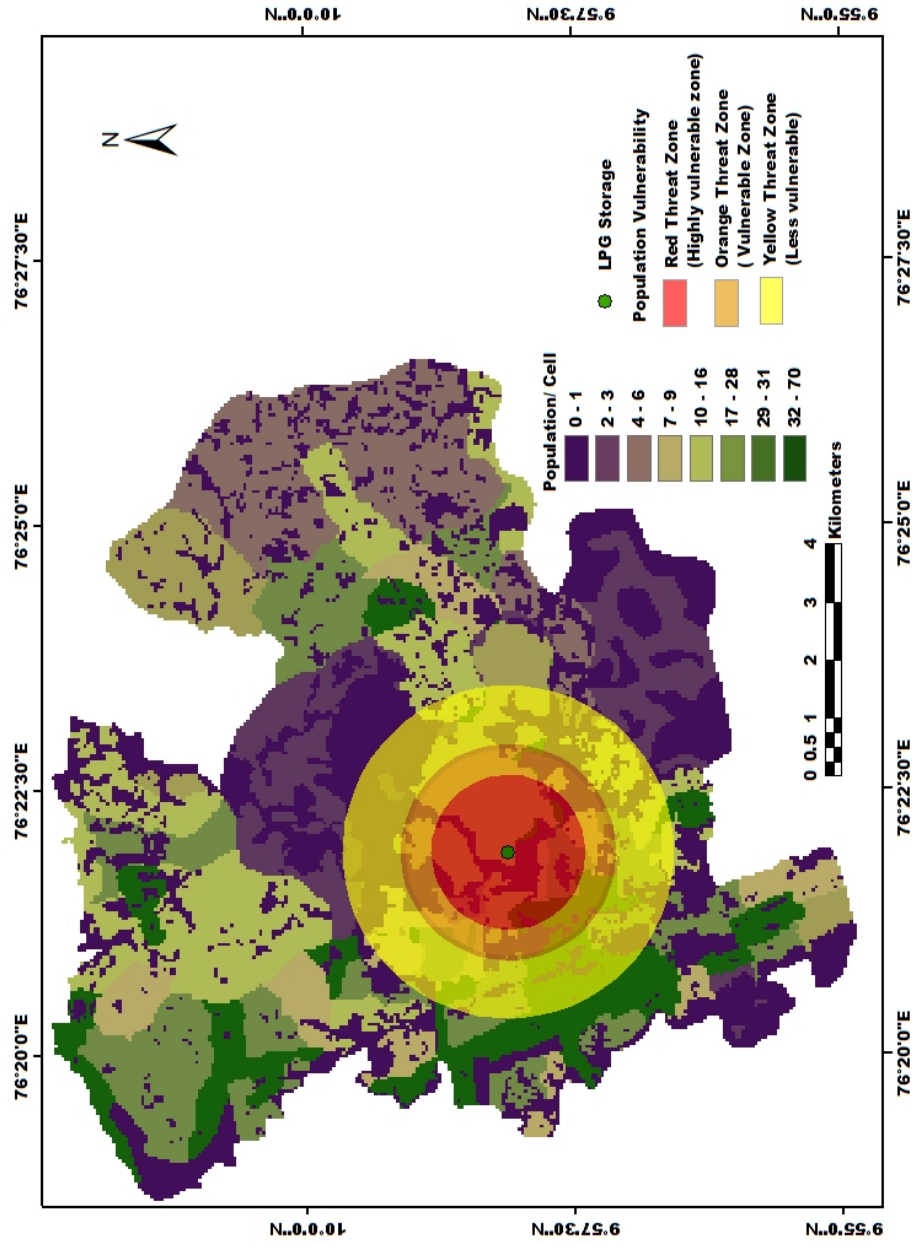 10°0'0"N
9°57'30"N
9°55'0"N
76°27'30"E
76°25'0"E
76°22'30"E
76°20'0"E
N
LPG Storage
Population Vulnerability
Red Threat Zone
(Highly vulnerable zone)
Orange Threat Zone
( Vulnerable Zone)
Yellow Threat Zone
(Less vulnerable)
Population/ Cell
0 - 1
2 - 3
4 - 6
7 - 9
10 - 16
17 - 28
29 - 31
32 - 70
0 0.5 1 2 3 4
Kilometers
76°27'30"E
76°25'0"E
76°22'30"E
76°20'0"E
10°0'0"N
9°57'30"N
9°55'0"N